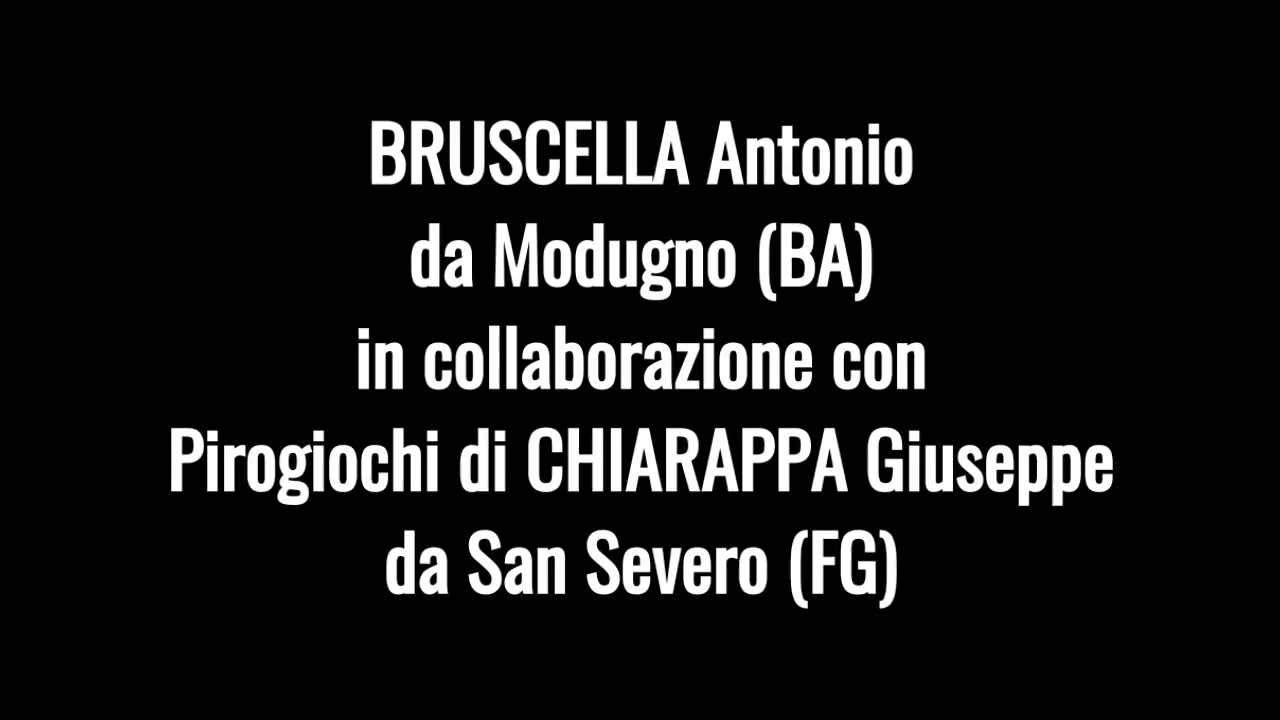 BRUSCELLA Antonio
da Modugno (BA)
in collaborazione con
Pirogiochi di CHIARAPPA Giuseppe
da San Severo (FG)